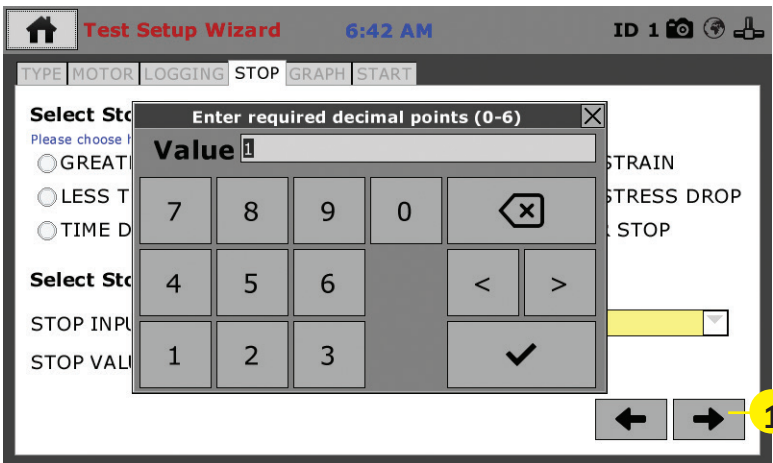 Test Setup Wizard 6:42 AM ID 1
TYPE MOTOR LOGGING STOP GRAPH START
Enter required decimal points (0-6)
Value 1
7 8 9 0
4 5 6 < >
1 2 3
Select Sto
Please choose h
GREATE
STRAIN
LESS T
STRESS DROP
TIME D
STOP
Select Sto
STOP INPU
STOP VALU
1